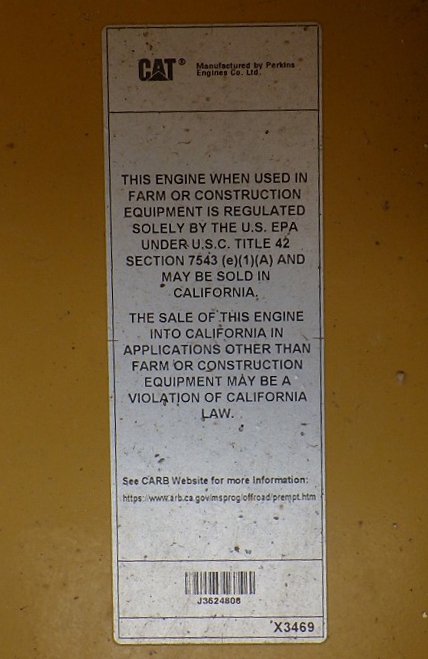 CAT®
Manufactured by Perkins
Engines Co. Ltd.
THIS ENGINE WHEN USED IN
FARM OR CONSTRUCTION
EQUIPMENT IS REGULATED
SOLELY BY THE U.S. EPA
UNDER U.S.C. TITLE 42
SECTION 7543 (e)(1)(A) AND
MAY BE SOLD IN
CALIFORNIA.
THE SALE OF THIS ENGINE
INTO CALIFORNIA IN
APPLICATIONS OTHER THAN
FARM OR CONSTRUCTION
EQUIPMENT MAY BE A
VIOLATION OF CALIFORNIA
LAW.
See CARB Website for more Information:
https://www.arb.ca.gov/msprog/offroad/prempt.htm
J3624808
X3469